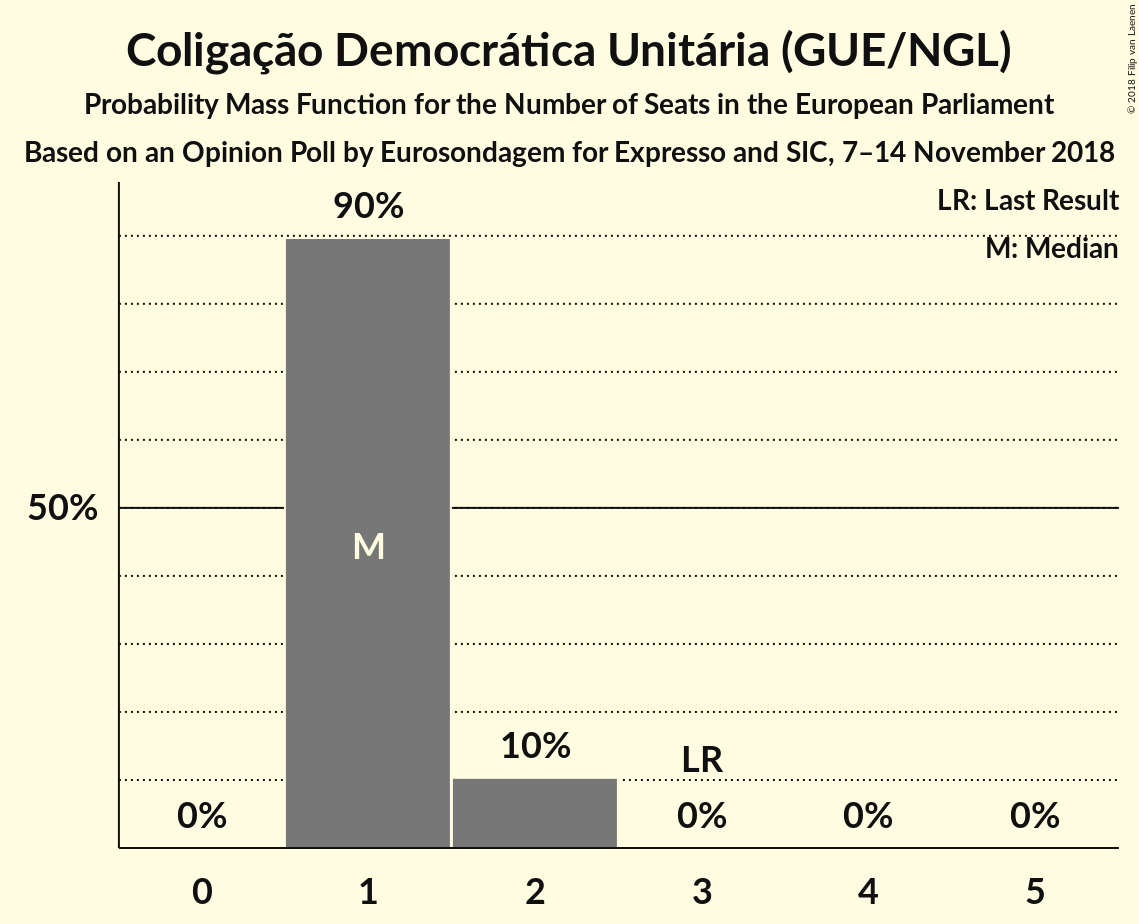 Coligação Democrática Unitária (GUE/NGL)
Probability Mass Function for the Number of Seats in the European Parliament
Based on an Opinion Poll by Eurosondagem for Expresso and SIC, 7–14 November 2018
© 2018 Filip van Laenen
LR: Last Result
M: Median
90%
50%
M
10%
LR
0%
0%
0%
0%
0 1 2 3 4 5